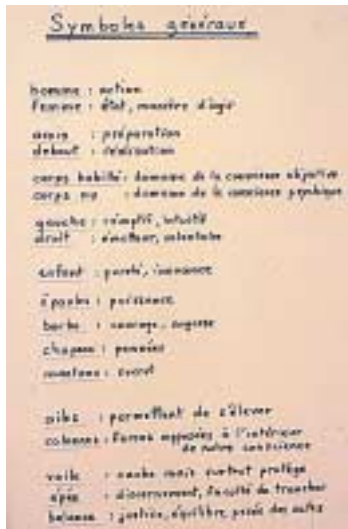 Symboles généraux
homme : action
femme : état, manière d'agir
assis : préparation
debout : réalisation
corps habillé : domaine de la conscience objective
corps nu : domaine de la conscience psychique
gauche : réceptif, intuitif
droit : émetteur, volontaire
enfant : pureté, innocence
épaules : puissance
barbe : courage, sagesse
chapeau : pensées
manteau : secret
ailes : permettent de s'élever
colonnes : forces opposées à l'intérieur
de notre conscience
voile : cache mais surtout protège
épée : discernement, faculté de trancher
balance : justice, équilibre, pesée des actes